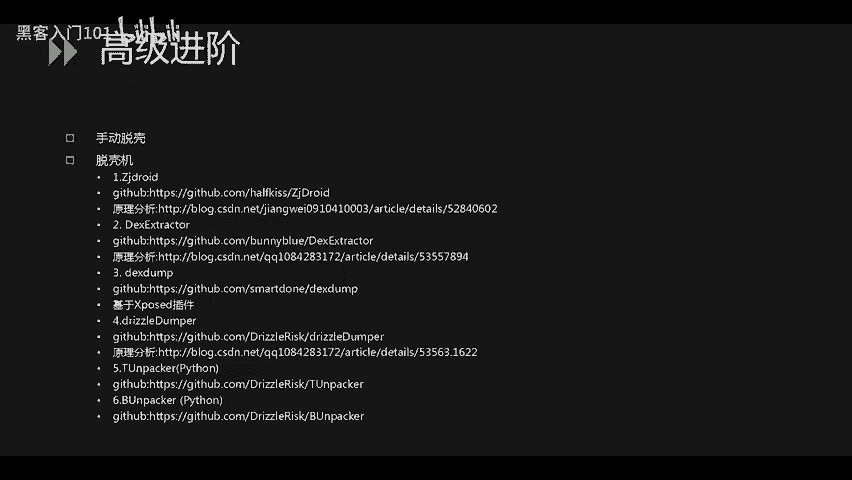 黑客入门101
bilibili
高级进阶
手动脱壳
脱壳机
1.Zjdroid
github:https://github.com/halfkiss/ZjDroid
原理分析:http://blog.csdn.net/jiangwei0910410003/article/details/52840602
2. DexExtractor
github:https://github.com/bunnyblue/DexExtractor
原理分析:http://blog.csdn.net/qq1084283172/article/details/53557894
3. dexdump
github:https://github.com/smartdone/dexdump
基于Xposed插件
4.drizzleDumper
github:https://github.com/DrizzleRisk/drizzleDumper
原理分析:http://blog.csdn.net/qq1084283172/article/details/53563.1622
5.TUnpacker(Python)
github:https://github.com/DrizzleRisk/TUnpacker
6.BUnpacker (Python)
github:https://github.com/DrizzleRisk/BUnpacker